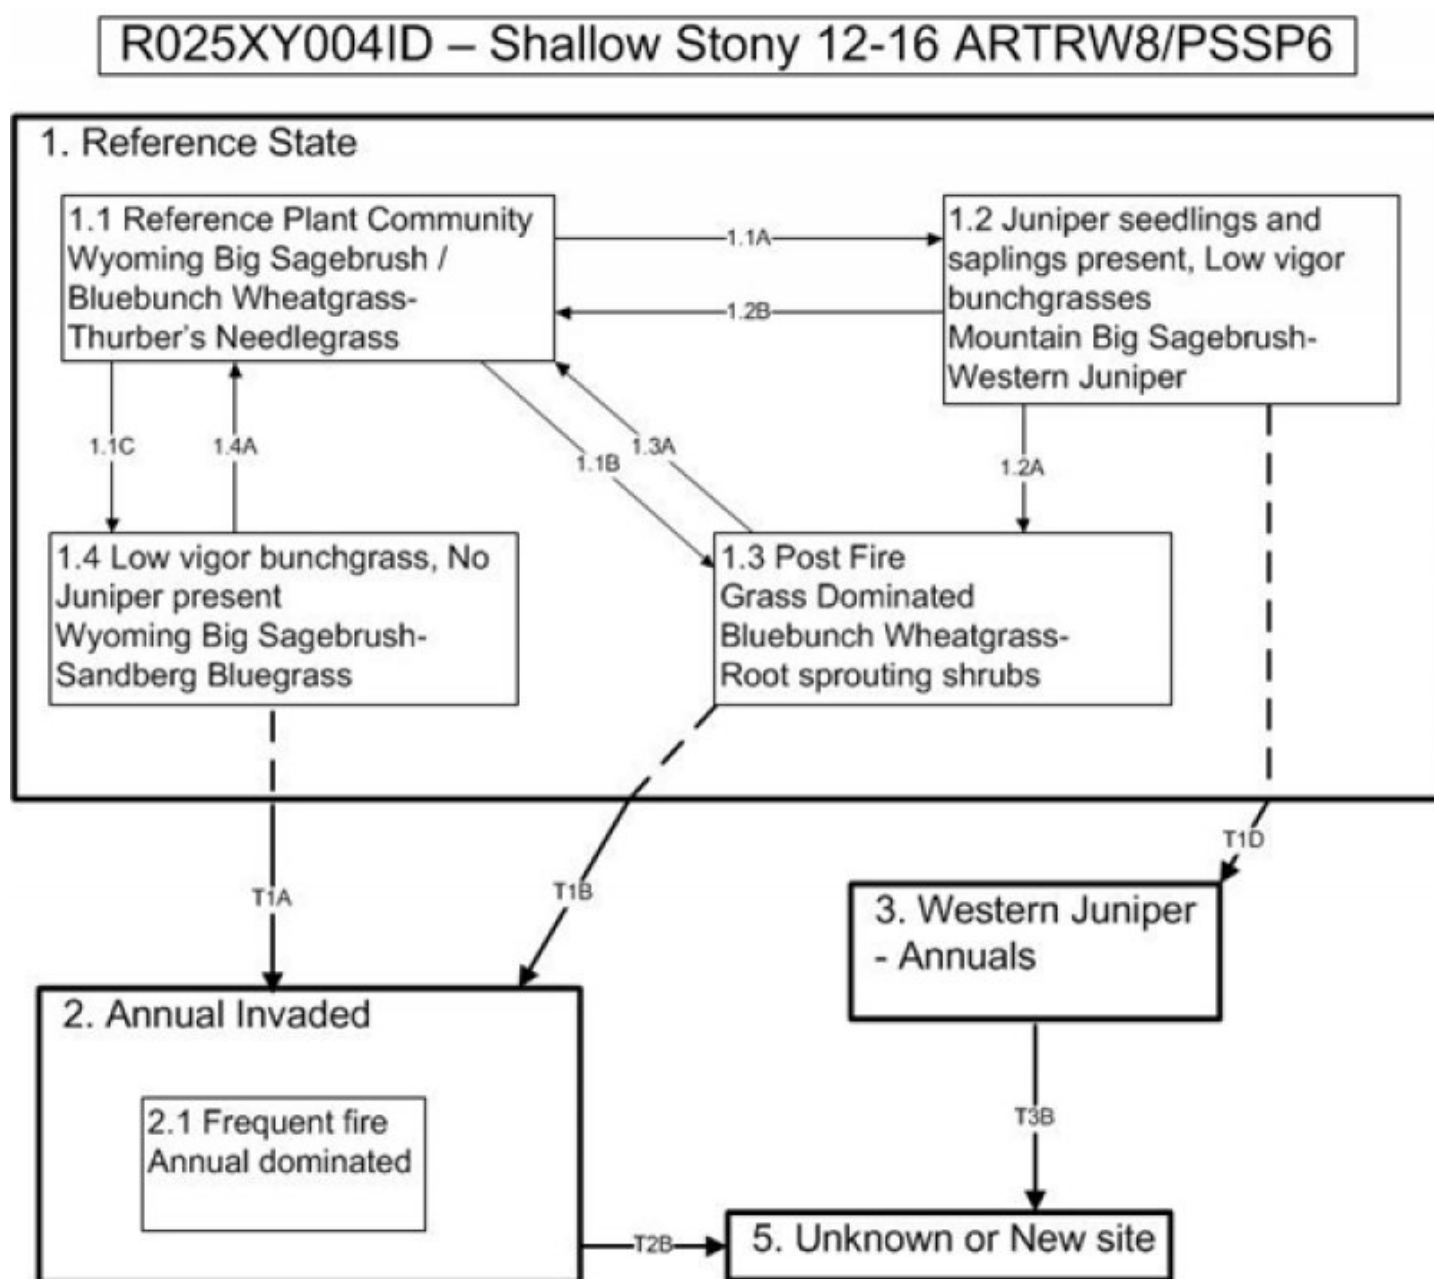 R025XY004ID – Shallow Stony 12-16 ARTRW8/PSSP6
1. Reference State
1.1 Reference Plant Community
Wyoming Big Sagebrush /
Bluebunch Wheatgrass-
Thurber's Needlegrass
1.1A
1.2B
1.2 Juniper seedlings and
saplings present, Low vigor
bunchgrasses
Mountain Big Sagebrush-
Western Juniper
1.1C
1.4A
1.1B
1.3A
1.2A
1.4 Low vigor bunchgrass, No
Juniper present
Wyoming Big Sagebrush-
Sandberg Bluegrass
1.3 Post Fire
Grass Dominated
Bluebunch Wheatgrass-
Root sprouting shrubs
T1A
T1B
T1D
3. Western Juniper
- Annuals
2. Annual Invaded
2.1 Frequent fire
Annual dominated
T3B
T2B
5. Unknown or New site